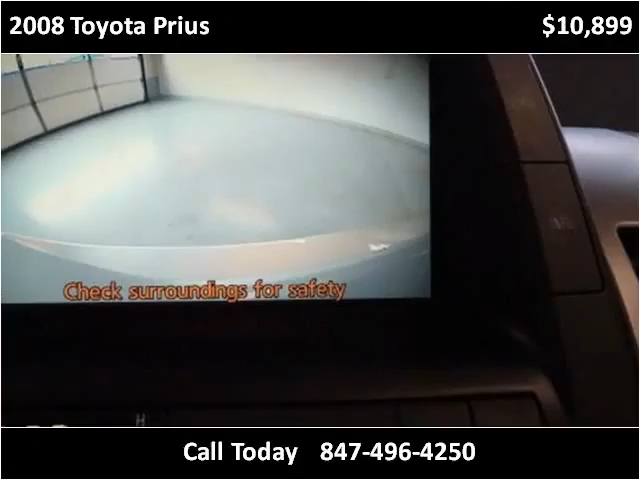 2008 Toyota Prius $10,899
Check surroundings for safety
H
Call Today 847-496-4250